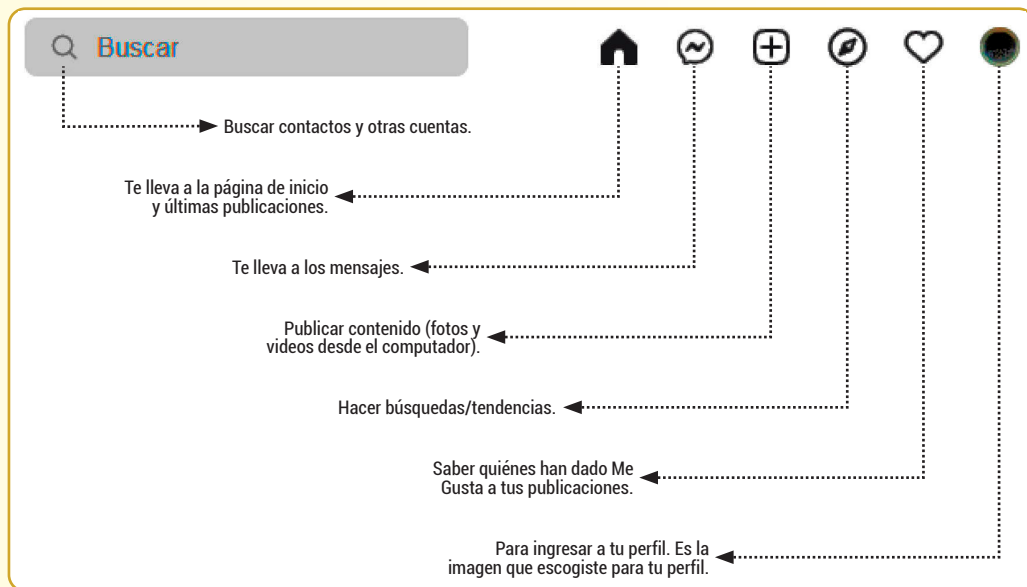 Buscar
Buscar contactos y otras cuentas.
Te lleva a la página de inicio
y últimas publicaciones.
Te lleva a los mensajes.
Publicar contenido (fotos y
videos desde el computador).
Hacer búsquedas/tendencias.
Saber quiénes han dado Me
Gusta a tus publicaciones.
Para ingresar a tu perfil. Es la
imagen que escogiste para tu perfil.